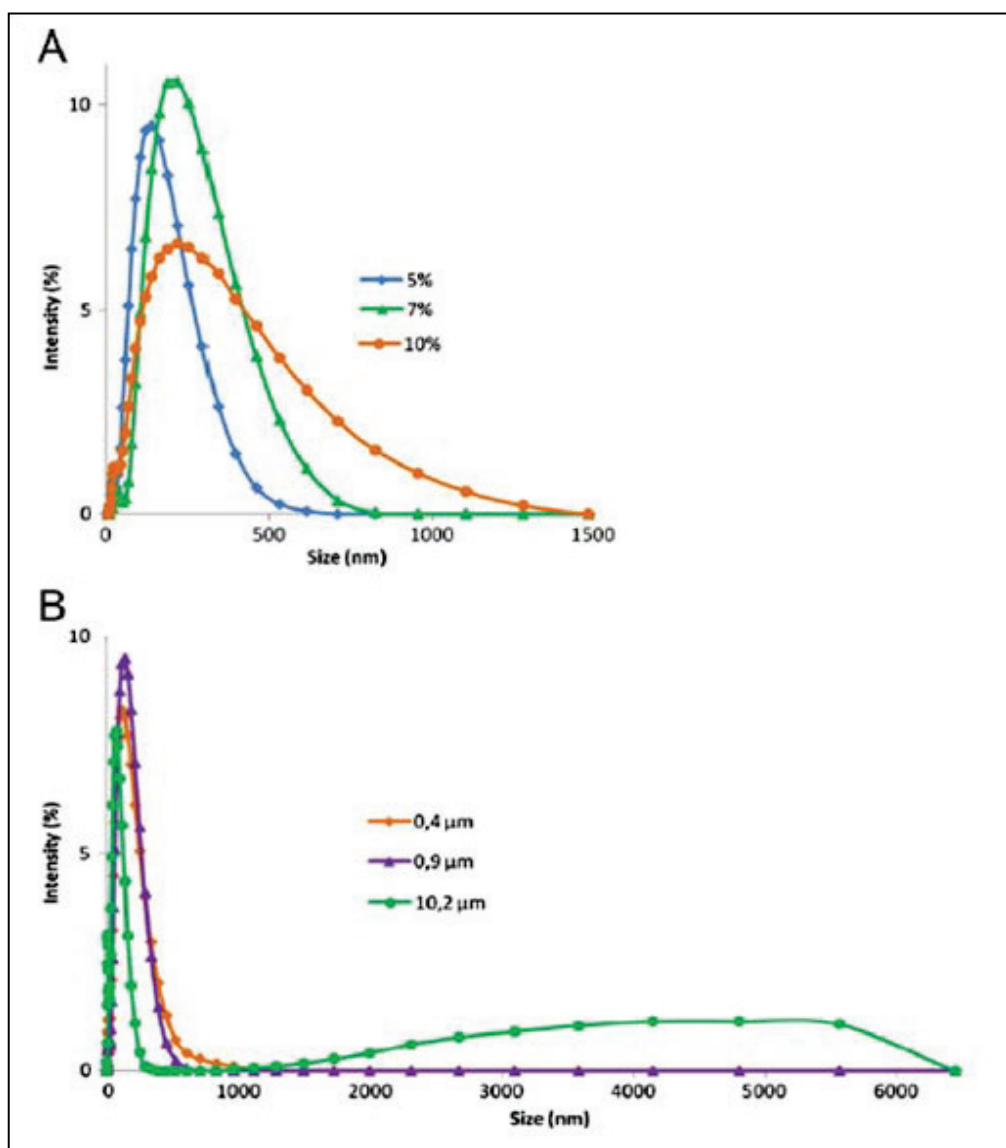 A
10
5
0
Intensity (%)
5%
7%
10%
0 500 1000 1500
Size (nm)
B
10
5
0
Intensity (%)
0,4 µm
0,9 µm
10,2 µm
0 1000 2000 3000 4000 5000 6000
Size (nm)